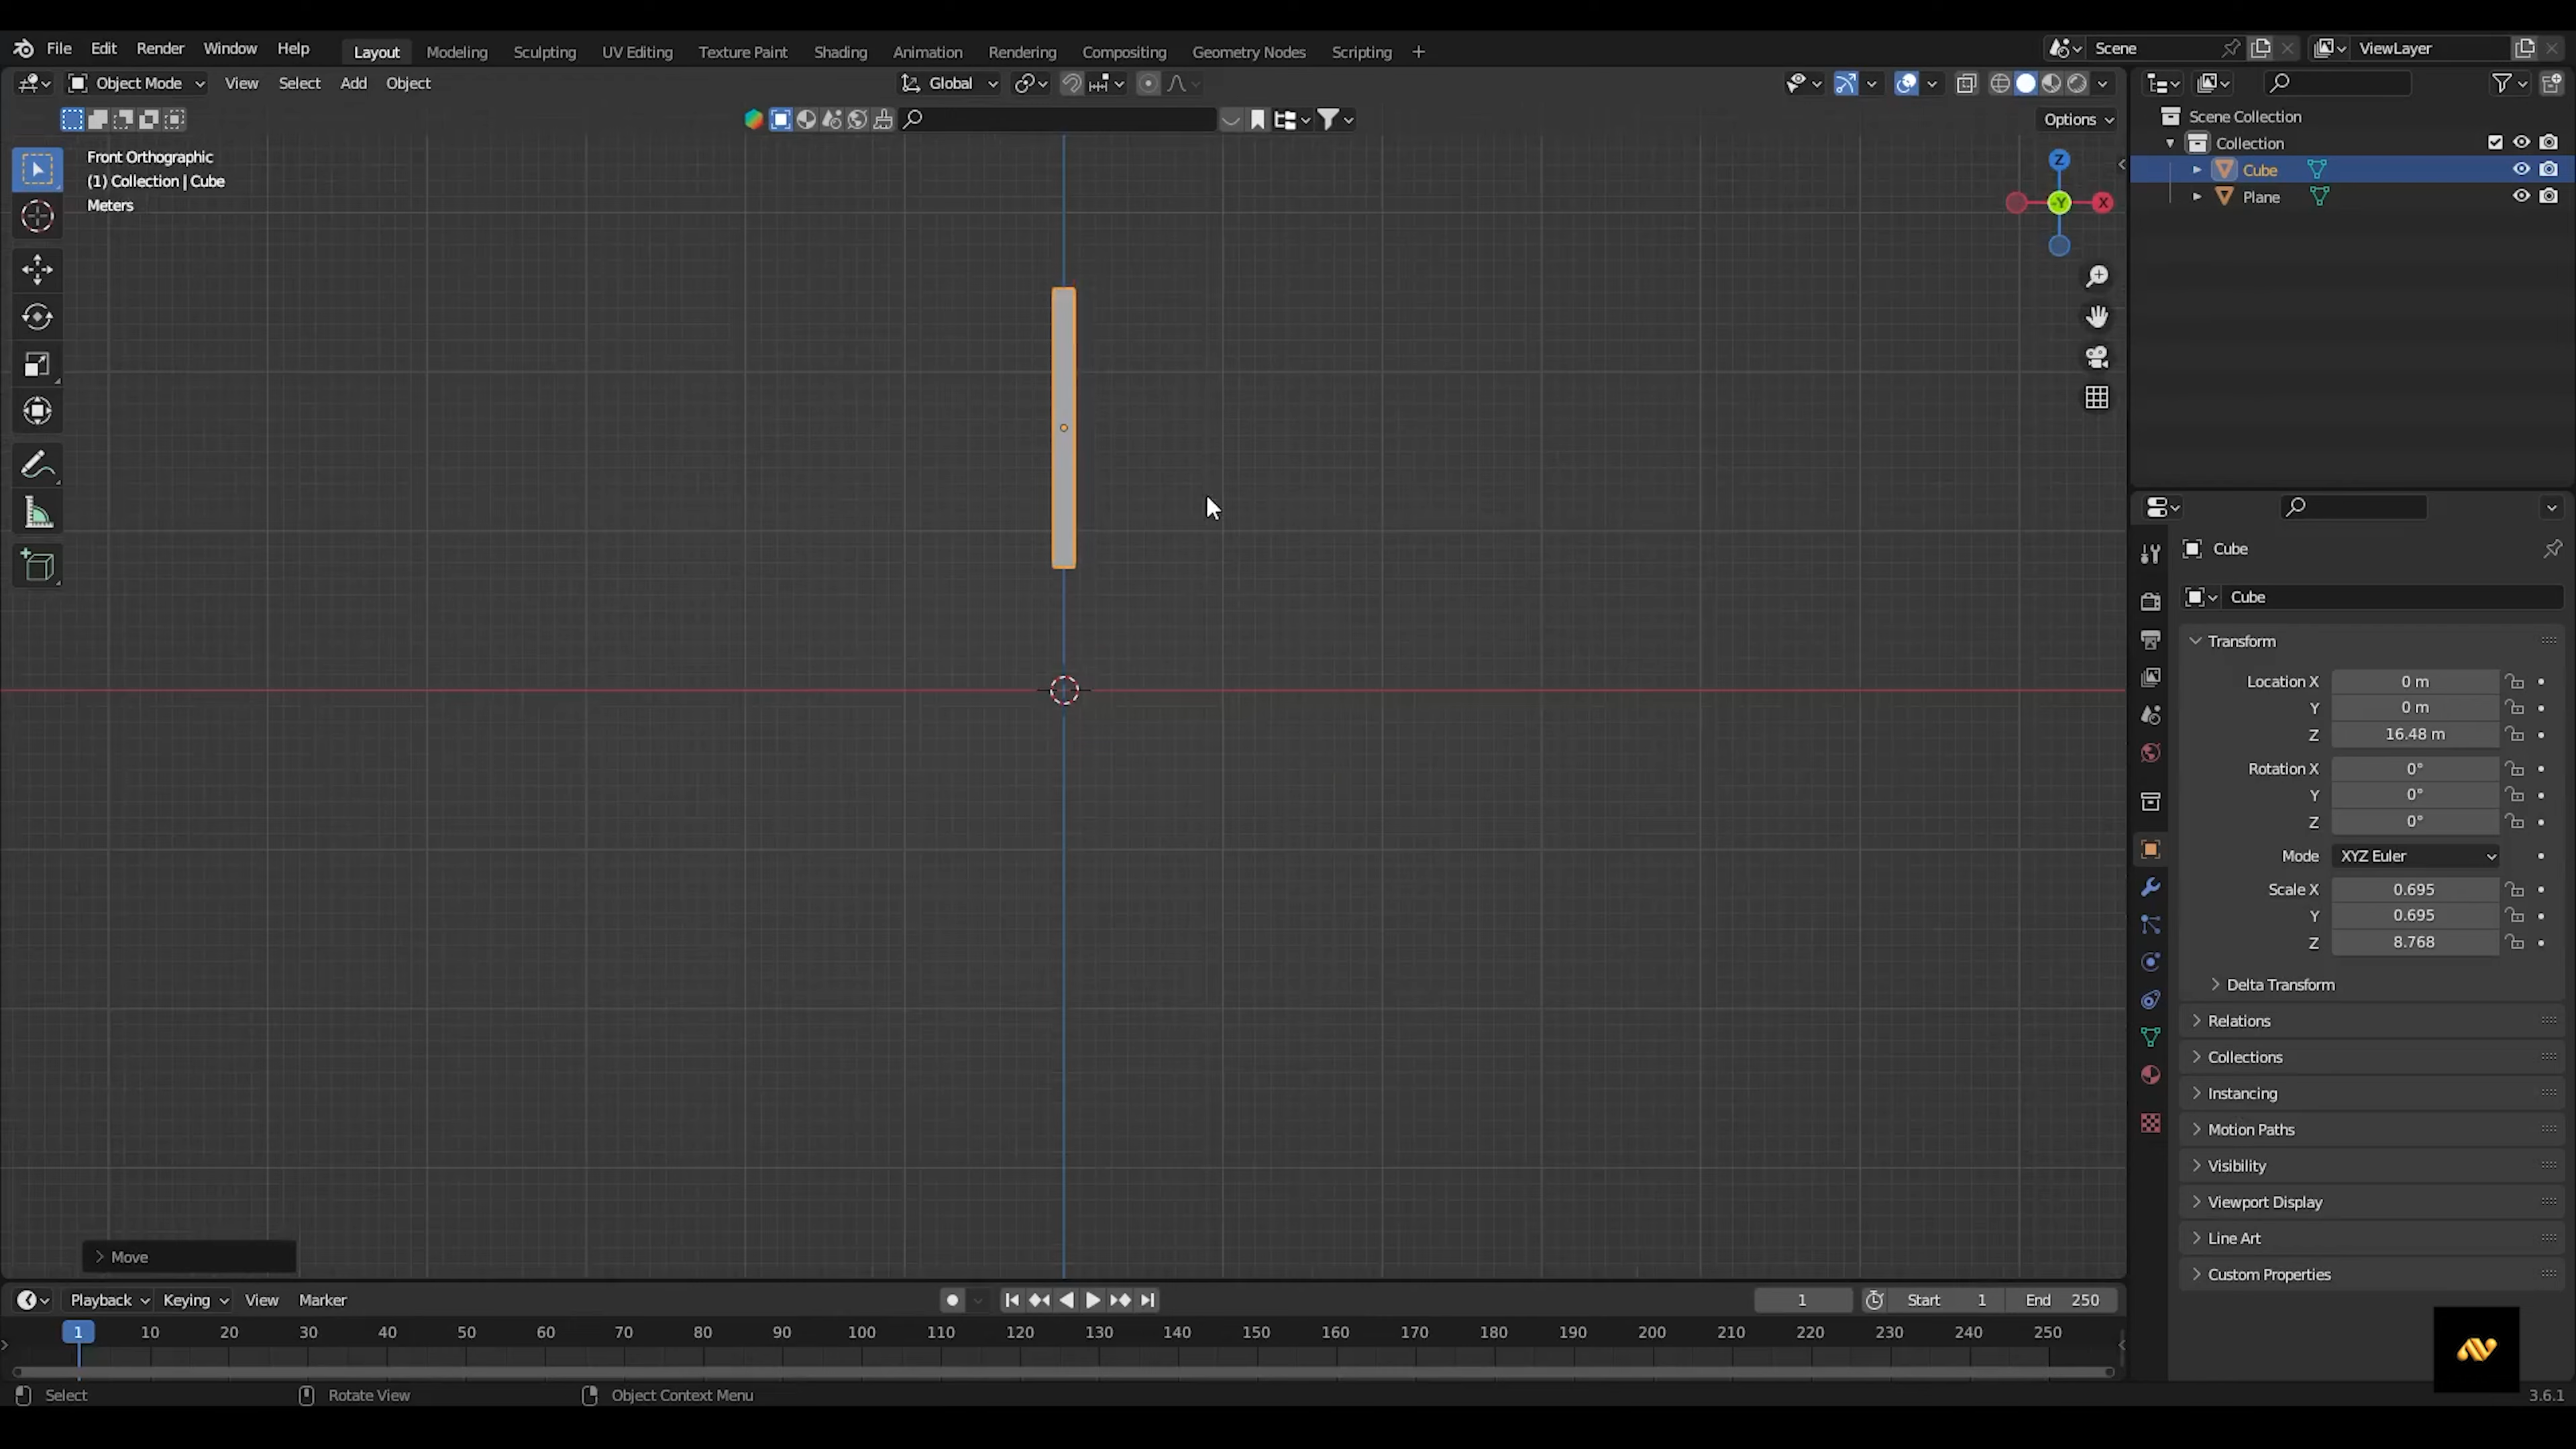 File Edit Render Window Help Layout Modeling Sculpting UV Editing Texture Paint Shading Animation Rendering Compositing Geometry Nodes Scripting + Scene ViewLayer
Object Mode View Select Add Object Global
Options
Front Orthographic
(1) Collection | Cube
Meters
Z
-Y
X
Scene Collection
Collection
Cube
Plane
Cube
Cube
Transform
Location X 0 m
Y 0 m
Z 16.48 m
Rotation X 0°
Y 0°
Z 0°
Mode XYZ Euler
Scale X 0.695
Y 0.695
Z 8.768
Delta Transform
Relations
Collections
Instancing
Motion Paths
Visibility
Viewport Display
Line Art
Custom Properties
Move
Playback Keying View Marker 1 Start 1 End 250
1 10 20 30 40 50 60 70 80 90 100 110 120 130 140 150 160 170 180 190 200 210 220 230 240 250
Select Rotate View Object Context Menu 3.6.1